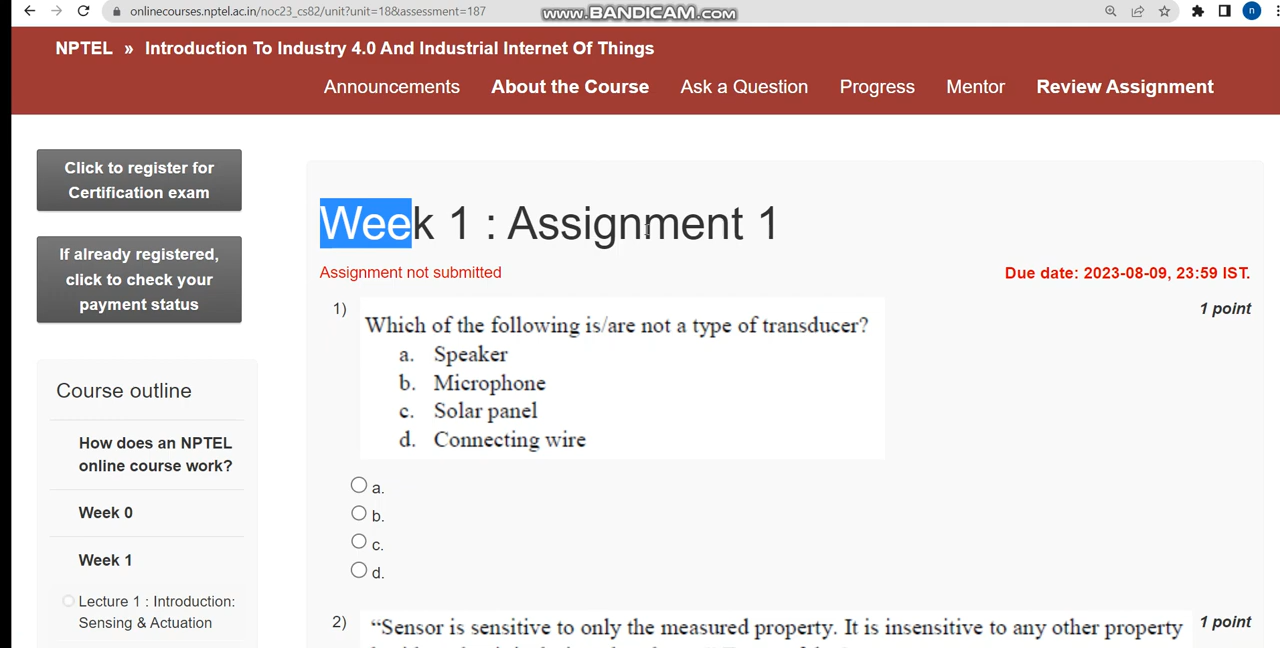 onlinecourses.nptel.ac.in/noc23_cs82/unit?unit=18&assessment=187
www.BANDICAM.com
n
NPTEL » Introduction To Industry 4.0 And Industrial Internet Of Things
Announcements About the Course Ask a Question Progress Mentor Review Assignment
Click to register for
Certification exam
If already registered,
click to check your
payment status
Course outline
How does an NPTEL
online course work?
Week 0
Week 1
Lecture 1 : Introduction:
Sensing & Actuation
Week 1 : Assignment 1
Assignment not submitted Due date: 2023-08-09, 23:59 IST.
1) 1 point
Which of the following is/are not a type of transducer?
a. Speaker
b. Microphone
c. Solar panel
d. Connecting wire
a.
b.
c.
d.
2) 1 point
“Sensor is sensitive to only the measured property. It is insensitive to any other property